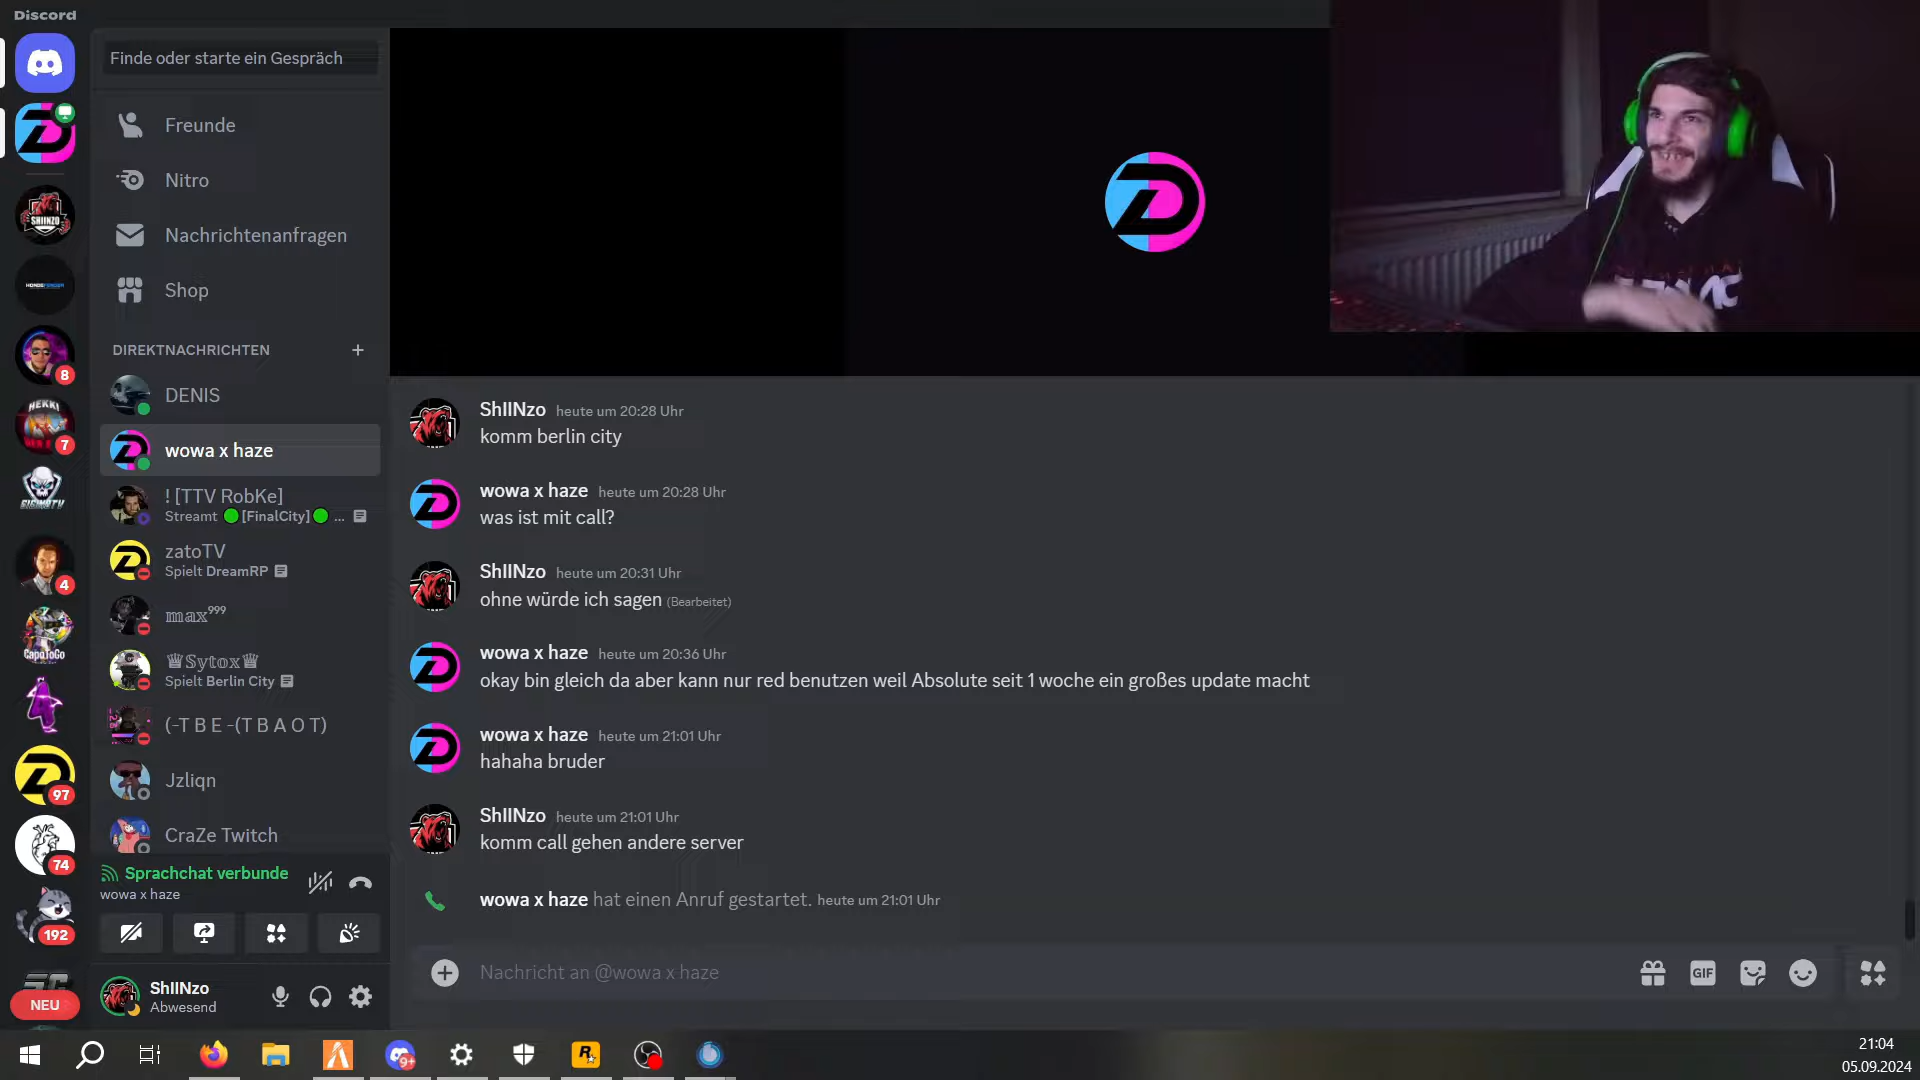 Discord
Finde oder starte ein Gespräch
Freunde
Nitro
Nachrichtenanfragen
Shop
DIREKTNACHRICHTEN
DENIS
wowa x haze
! [TTV RobKe]
Streamt 🟢[FinalCity]🟢 ...
zatoTV
Spielt DreamRP
𝕞𝕒𝕩⁹⁹⁹
♕𝕊𝕪𝕥𝕠𝕩♕
Spielt Berlin City
(-T B E -(T B A O T)
Jzliqn
CraZe Twitch
Sprachchat verbunde
wowa x haze
ShIINzo
Abwesend
SHIINZO
8
HEKKI
7
4
CapoToGo
97
74
192
NEU
ShIINzo heute um 20:28 Uhr
komm berlin city
wowa x haze heute um 20:28 Uhr
was ist mit call?
ShIINzo heute um 20:31 Uhr
ohne würde ich sagen (Bearbeitet)
wowa x haze heute um 20:36 Uhr
okay bin gleich da aber kann nur red benutzen weil Absolute seit 1 woche ein großes update macht
wowa x haze heute um 21:01 Uhr
hahaha bruder
ShIINzo heute um 21:01 Uhr
komm call gehen andere server
wowa x haze hat einen Anruf gestartet. heute um 21:01 Uhr
Nachricht an @wowa x haze
GIF
9+
21:04
05.09.2024